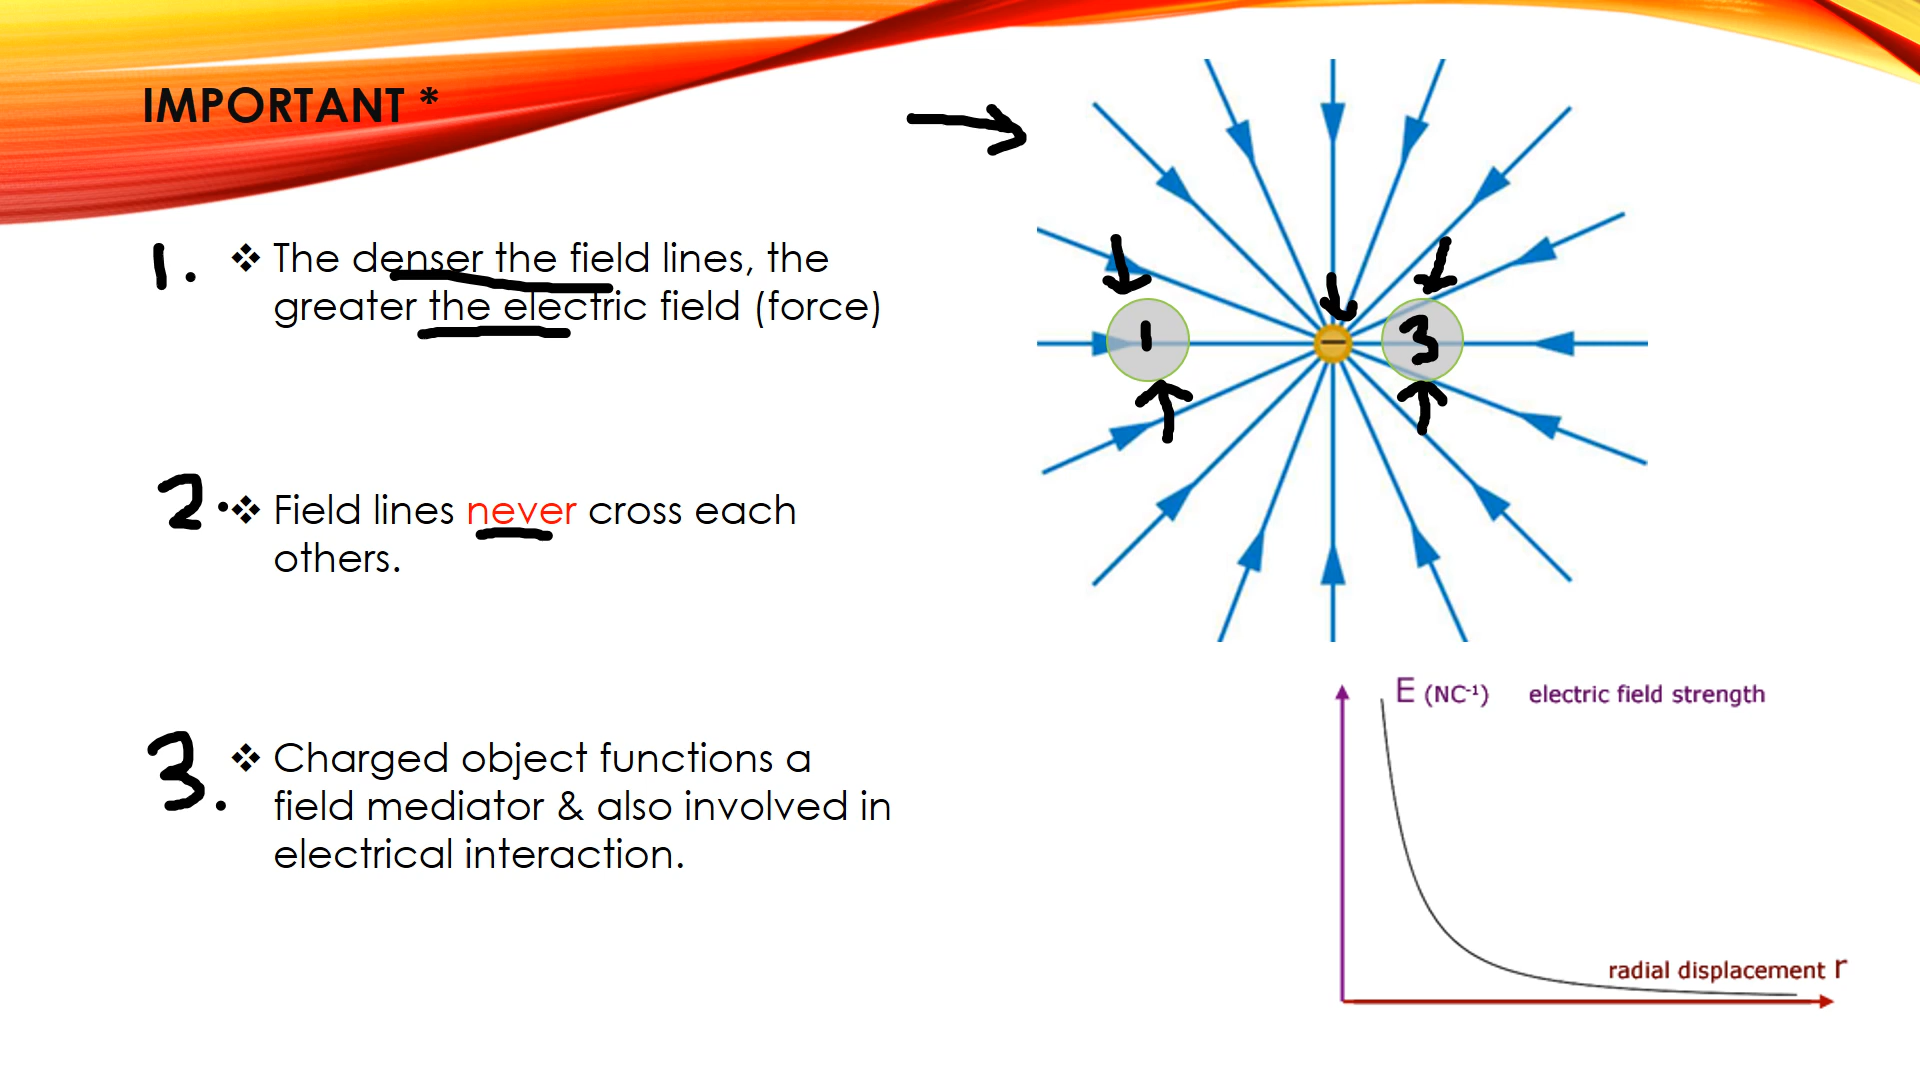 IMPORTANT *
1. ❖ The denser the field lines, the
greater the electric field (force)
2. ❖ Field lines never cross each
others.
3. ❖ Charged object functions a
field mediator & also involved in
electrical interaction.
1 − 3
E (NC⁻¹) electric field strength
radial displacement r